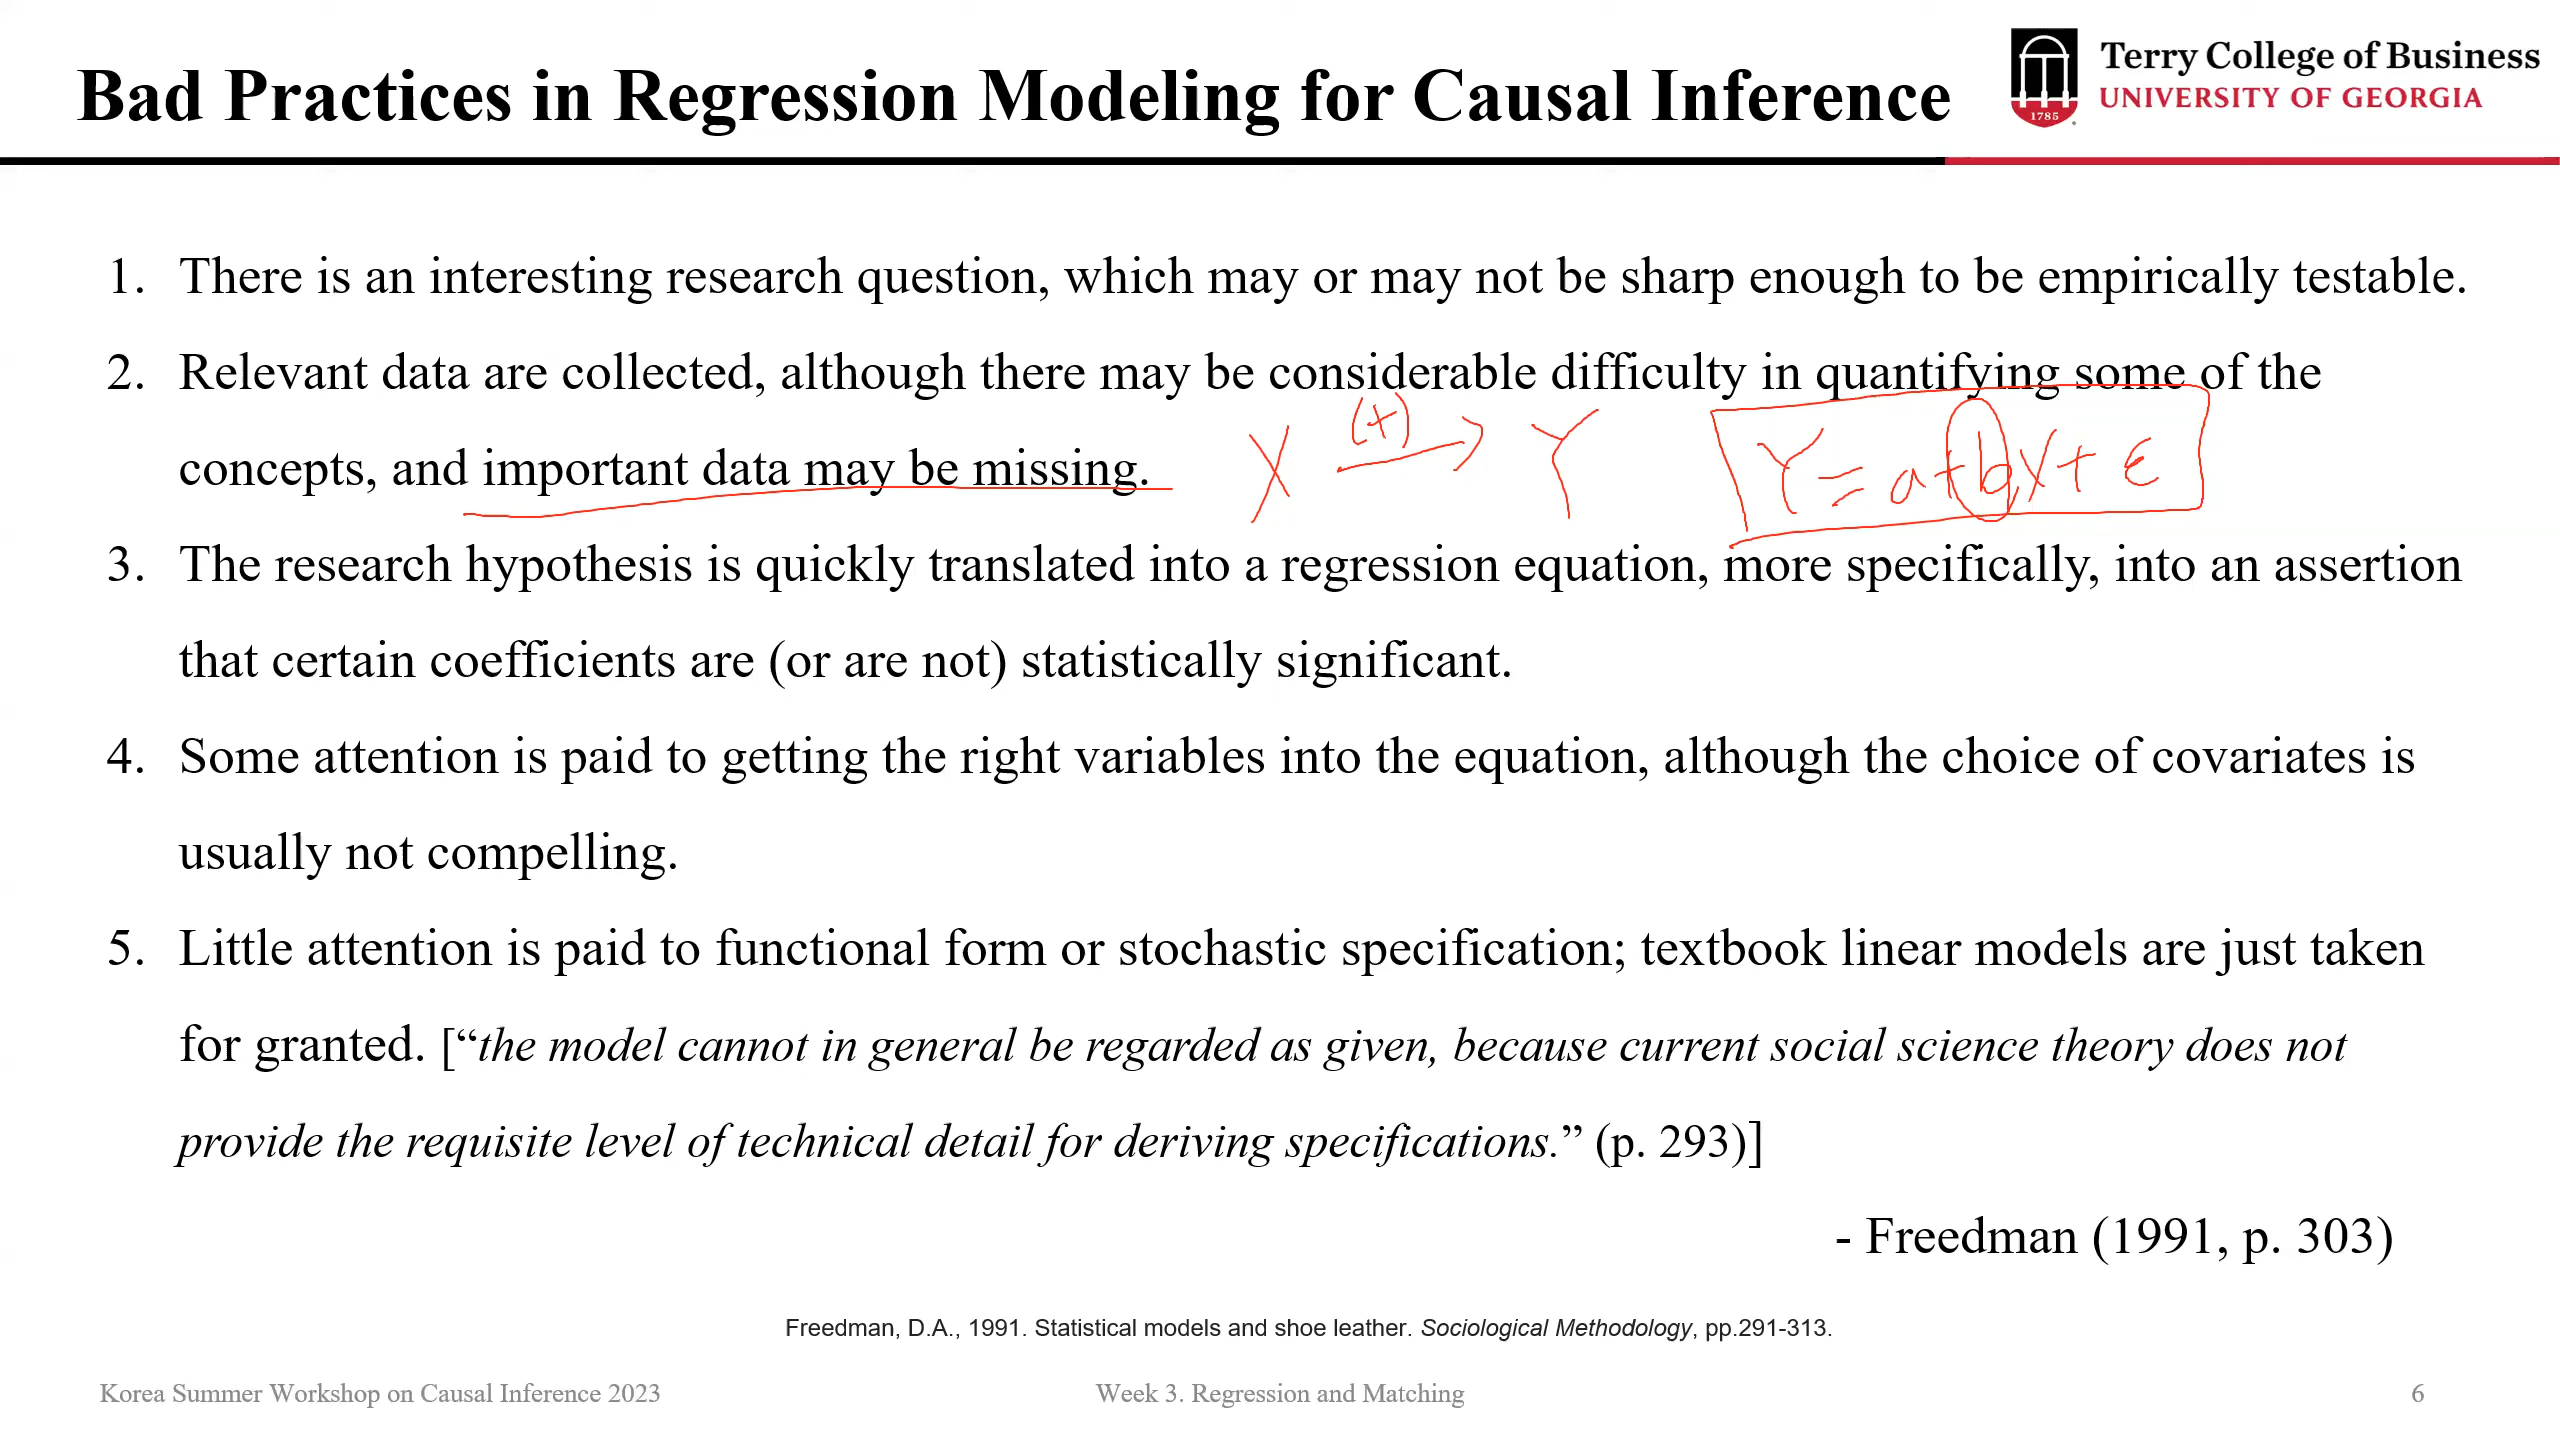 Bad Practices in Regression Modeling for Causal Inference
Terry College of Business
UNIVERSITY OF GEORGIA
1785
1. There is an interesting research question, which may or may not be sharp enough to be empirically testable.
2. Relevant data are collected, although there may be considerable difficulty in quantifying some of the
concepts, and important data may be missing.
X (+) → Y
Y = a + bX + ε
3. The research hypothesis is quickly translated into a regression equation, more specifically, into an assertion
that certain coefficients are (or are not) statistically significant.
4. Some attention is paid to getting the right variables into the equation, although the choice of covariates is
usually not compelling.
5. Little attention is paid to functional form or stochastic specification; textbook linear models are just taken
for granted. [“the model cannot in general be regarded as given, because current social science theory does not
provide the requisite level of technical detail for deriving specifications.” (p. 293)]
- Freedman (1991, p. 303)
Freedman, D.A., 1991. Statistical models and shoe leather. Sociological Methodology, pp.291-313.
Korea Summer Workshop on Causal Inference 2023
Week 3. Regression and Matching
6